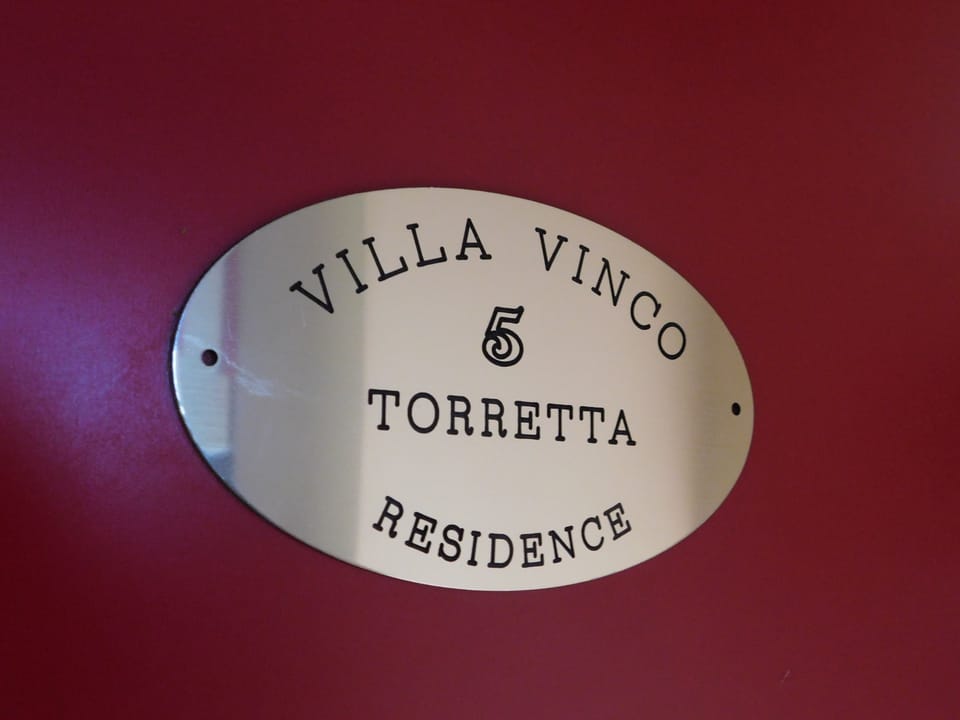 VILLA VINCO
5
TORRETTA
RESIDENCE